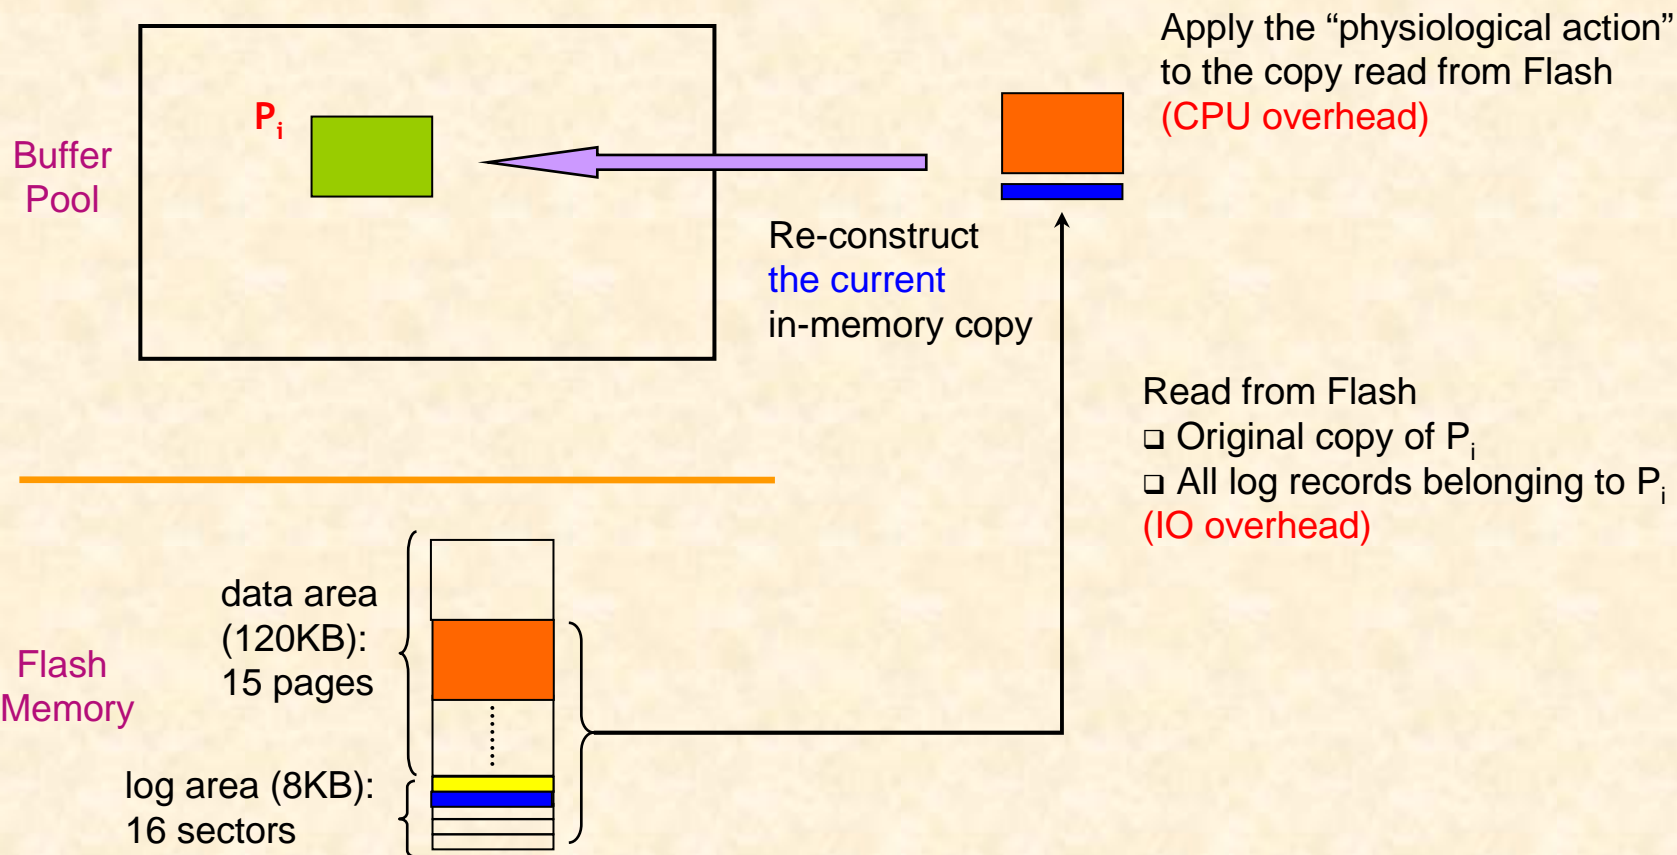 Apply the “physiological action”
to the copy read from Flash
(CPU overhead)
Pi
Buffer
Pool
Re-construct
the current
in-memory copy
Read from Flash
❑ Original copy of Pi
❑ All log records belonging to Pi
(IO overhead)
data area
(120KB):
15 pages
Flash
Memory
log area (8KB):
16 sectors